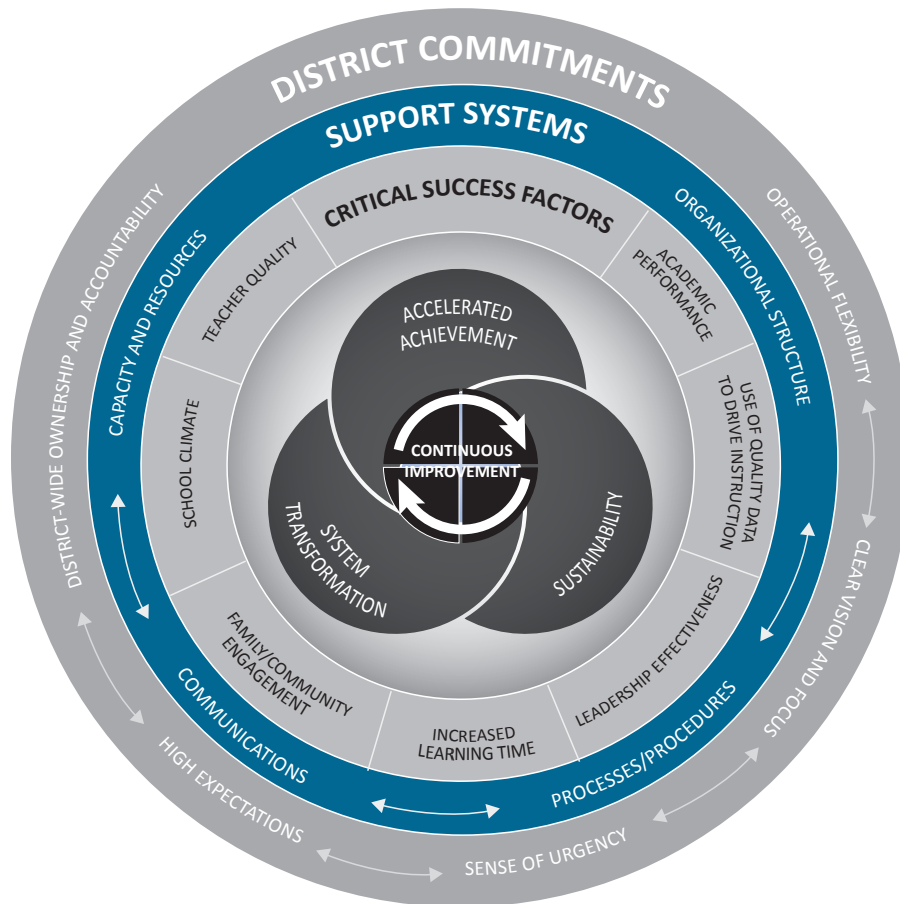 DISTRICT COMMITMENTS
SUPPORT SYSTEMS
CRITICAL SUCCESS FACTORS
OPERATIONAL FLEXIBILITY
CLEAR VISION AND FOCUS
SENSE OF URGENCY
HIGH EXPECTATIONS
DISTRICT-WIDE OWNERSHIP AND ACCOUNTABILITY
ORGANIZATIONAL STRUCTURE
PROCESSES/PROCEDURES
COMMUNICATIONS
CAPACITY AND RESOURCES
ACADEMIC
PERFORMANCE
USE OF QUALITY DATA
TO DRIVE INSTRUCTION
LEADERSHIP EFFECTIVENESS
INCREASED
LEARNING TIME
FAMILY/COMMUNITY
ENGAGEMENT
SCHOOL CLIMATE
TEACHER QUALITY
ACCELERATED
ACHIEVEMENT
SUSTAINABILITY
SYSTEM
TRANSFORMATION
CONTINUOUS
IMPROVEMENT